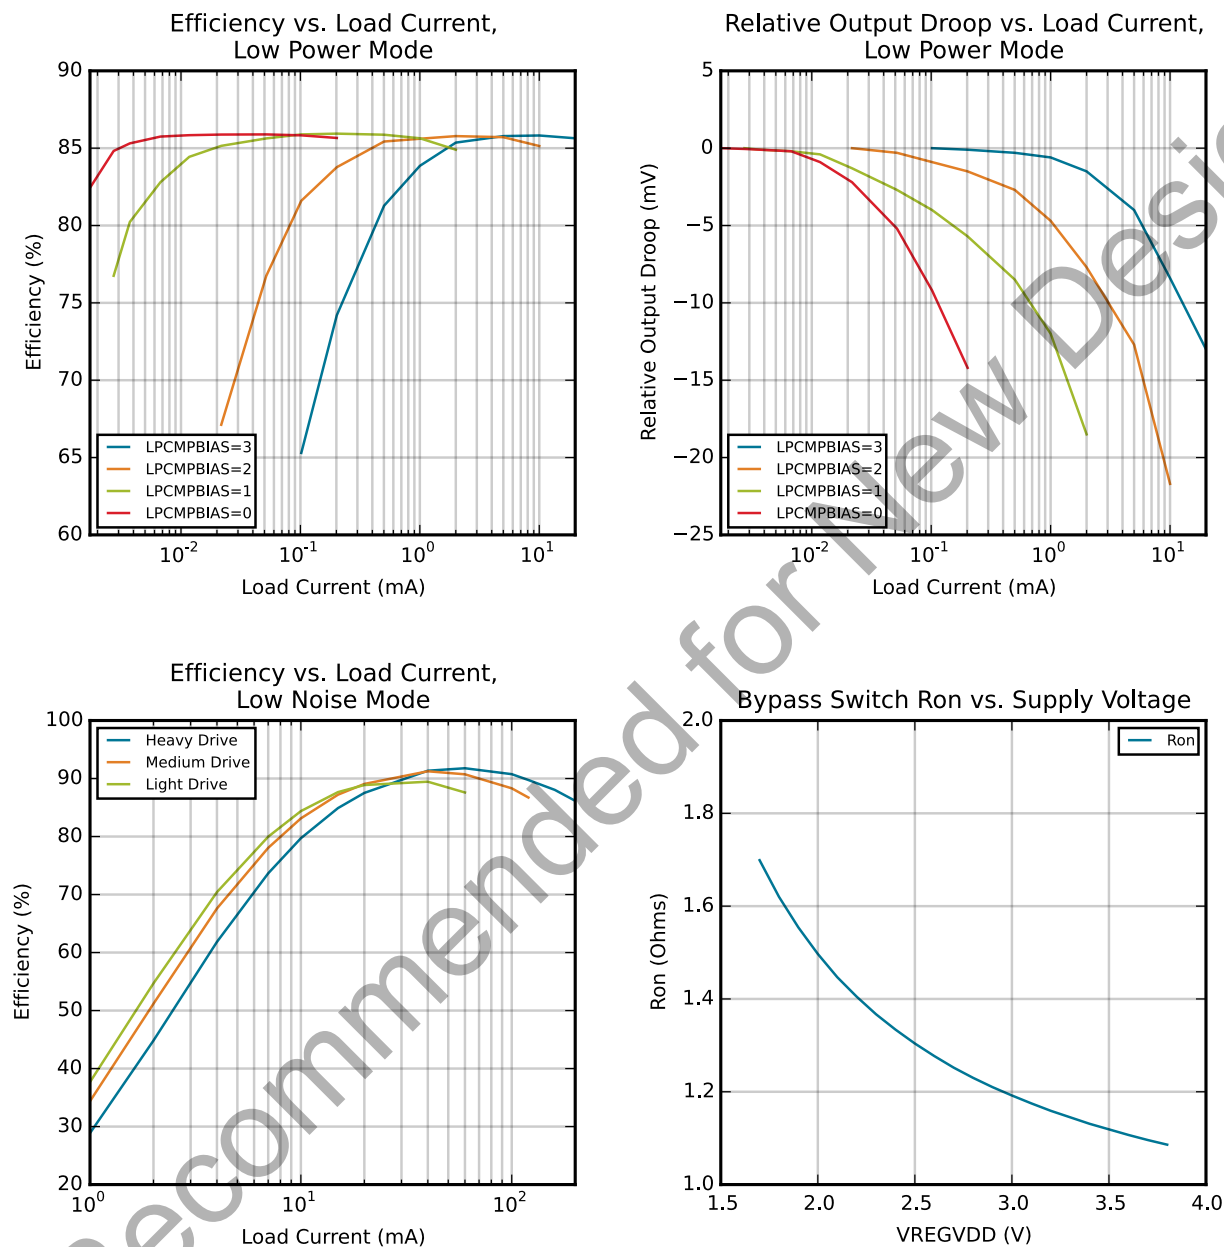 Efficiency vs. Load Current,
Low Power Mode
90
85
80
75
70
65
60
Efficiency (%)
LPCMPBIAS=3
LPCMPBIAS=2
LPCMPBIAS=1
LPCMPBIAS=0
10⁻² 10⁻¹ 10⁰ 10¹
Load Current (mA)
Relative Output Droop vs. Load Current,
Low Power Mode
5
0
−5
−10
−15
−20
−25
Relative Output Droop (mV)
LPCMPBIAS=3
LPCMPBIAS=2
LPCMPBIAS=1
LPCMPBIAS=0
10⁻² 10⁻¹ 10⁰ 10¹
Load Current (mA)
Efficiency vs. Load Current,
Low Noise Mode
100
90
80
70
60
50
40
30
20
Efficiency (%)
Heavy Drive
Medium Drive
Light Drive
10⁰ 10¹ 10²
Load Current (mA)
Bypass Switch Ron vs. Supply Voltage
2.0
1.8
1.6
1.4
1.2
1.0
Ron (Ohms)
Ron
1.5 2.0 2.5 3.0 3.5 4.0
VREGVDD (V)
Recommended for New Desig